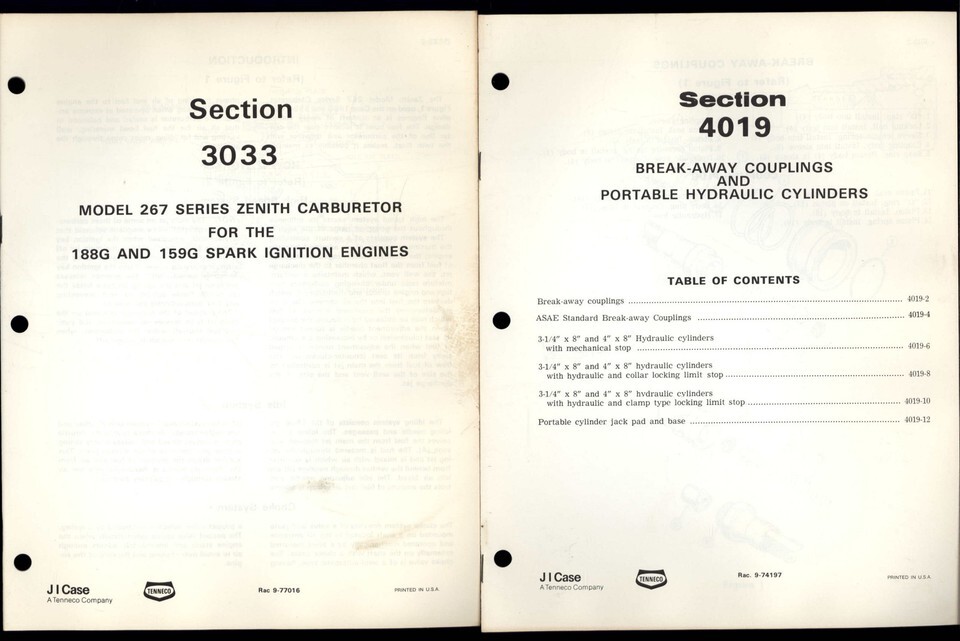 Section
3033
MODEL 267 SERIES ZENITH CARBURETOR
FOR THE
188G AND 159G SPARK IGNITION ENGINES
J I Case
A Tenneco Company
TENNECO
Rac 9-77016
PRINTED IN U.S.A.
Section
4019
BREAK-AWAY COUPLINGS
AND
PORTABLE HYDRAULIC CYLINDERS
TABLE OF CONTENTS
Break-away couplings ........ 4019-2
ASAE Standard Break-away Couplings ........ 4019-4
3-1/4" x 8" and 4" x 8" Hydraulic cylinders
with mechanical stop ........ 4019-6
3-1/4" x 8" and 4" x 8" hydraulic cylinders
with hydraulic and collar locking limit stop ........ 4019-8
3-1/4" x 8" and 4" x 8" hydraulic cylinders
with hydraulic and clamp type locking limit stop ........ 4019-10
Portable cylinder jack pad and base ........ 4019-12
J I Case
A Tenneco Company
TENNECO
Rac. 9-74197
PRINTED IN U.S.A.